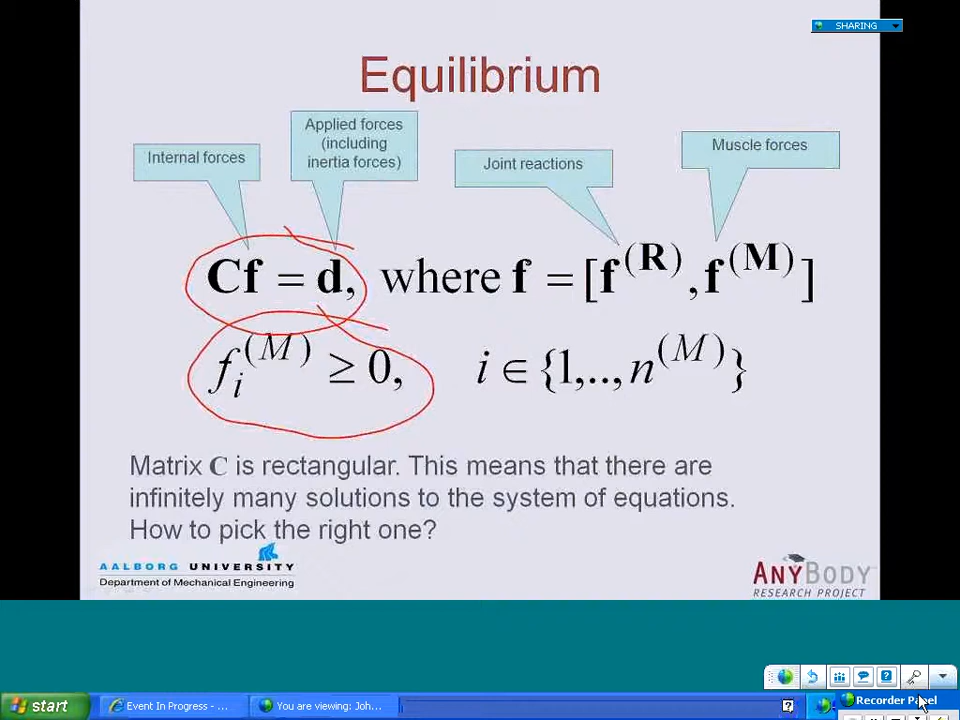 SHARING
Equilibrium
Internal forces
Applied forces
(including
inertia forces)
Joint reactions
Muscle forces
Cf = d, where f = [f^(R), f^(M)]
f_i^(M) ≥ 0, i ∈ {1,.., n^(M)}
Matrix C is rectangular. This means that there are
infinitely many solutions to the system of equations.
How to pick the right one?
AALBORG UNIVERSITY
Department of Mechanical Engineering
ANYBODY
RESEARCH PROJECT
start
Event In Progress - ...
You are viewing: Joh...
Recorder Panel